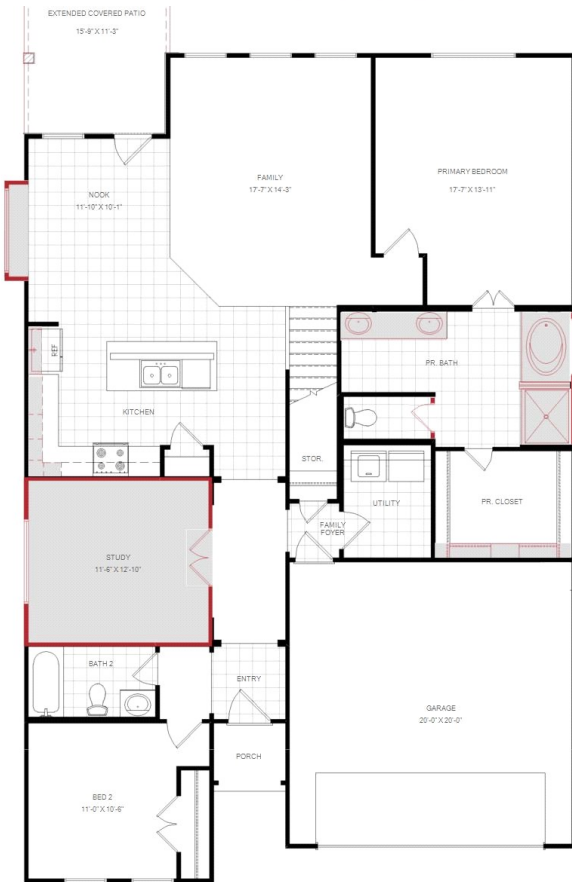 EXTENDED COVERED PATIO
15'-9" X 11'-3"
FAMILY
17'-7" X 14'-3"
PRIMARY BEDROOM
17'-7" X 13'-11"
NOOK
11'-10" X 10'-1"
REF.
PR. BATH
KITCHEN
STOR.
UTILITY
PR. CLOSET
FAMILY
FOYER
STUDY
11'-6" X 12'-10"
BATH 2
ENTRY
GARAGE
20'-0" X 20'-0"
PORCH
BED 2
11'-0" X 10'-6"